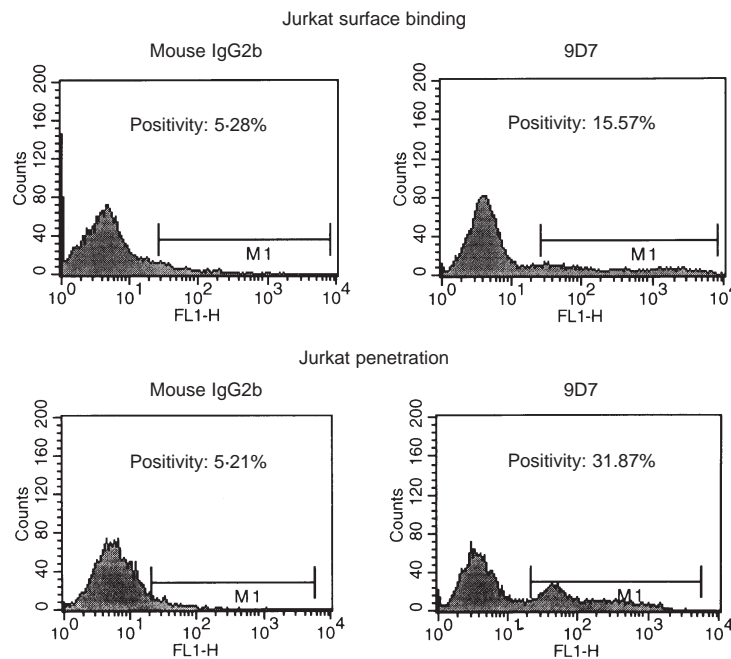 Jurkat surface binding
Mouse IgG2b
9D7
200
160
120
80
40
0
Counts
Positivity: 5·28%
M1
10⁰ 10¹ 10² 10³ 10⁴
FL1-H
200
160
120
80
40
0
Counts
Positivity: 15.57%
M1
10⁰ 10¹ 10² 10³ 10⁴
FL1-H
Jurkat penetration
Mouse IgG2b
9D7
200
160
120
80
40
0
Counts
Positivity: 5·21%
M1
10⁰ 10¹ 10² 10³ 10⁴
FL1-H
200
160
120
80
40
0
Counts
Positivity: 31.87%
M1
10⁰ 10¹ 10² 10³ 10⁴
FL1-H